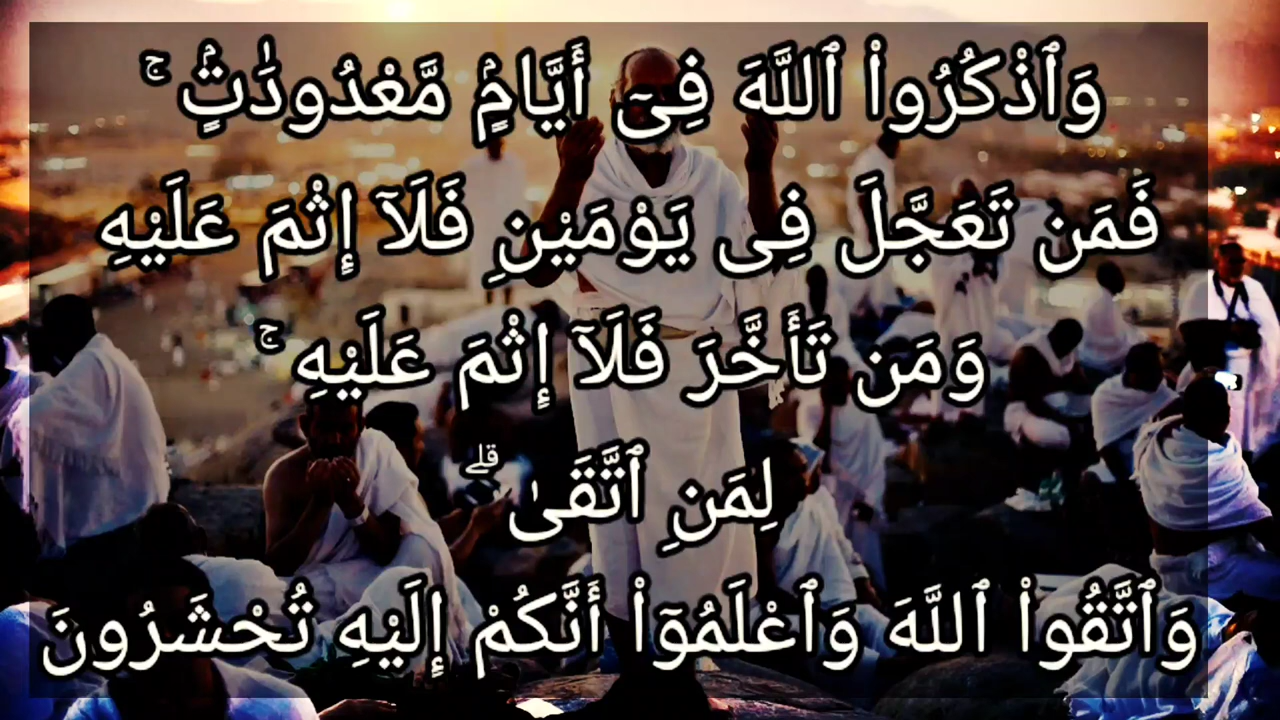 وَٱذْكُرُوا۟ ٱللَّهَ فِىٓ أَيَّامٍۢ مَّعْدُودَٰتٍۢ ۚ
فَمَن تَعَجَّلَ فِى يَوْمَيْنِ فَلَآ إِثْمَ عَلَيْهِ
وَمَن تَأَخَّرَ فَلَآ إِثْمَ عَلَيْهِ ۚ
لِمَنِ ٱتَّقَىٰ ۗ
وَٱتَّقُوا۟ ٱللَّهَ وَٱعْلَمُوٓا۟ أَنَّكُمْ إِلَيْهِ تُحْشَرُونَ